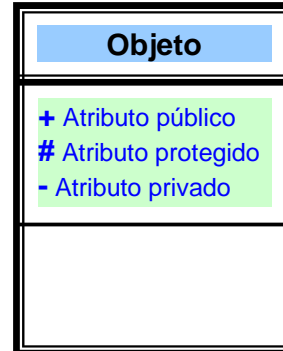 Objeto
+ Atributo público
# Atributo protegido
- Atributo privado